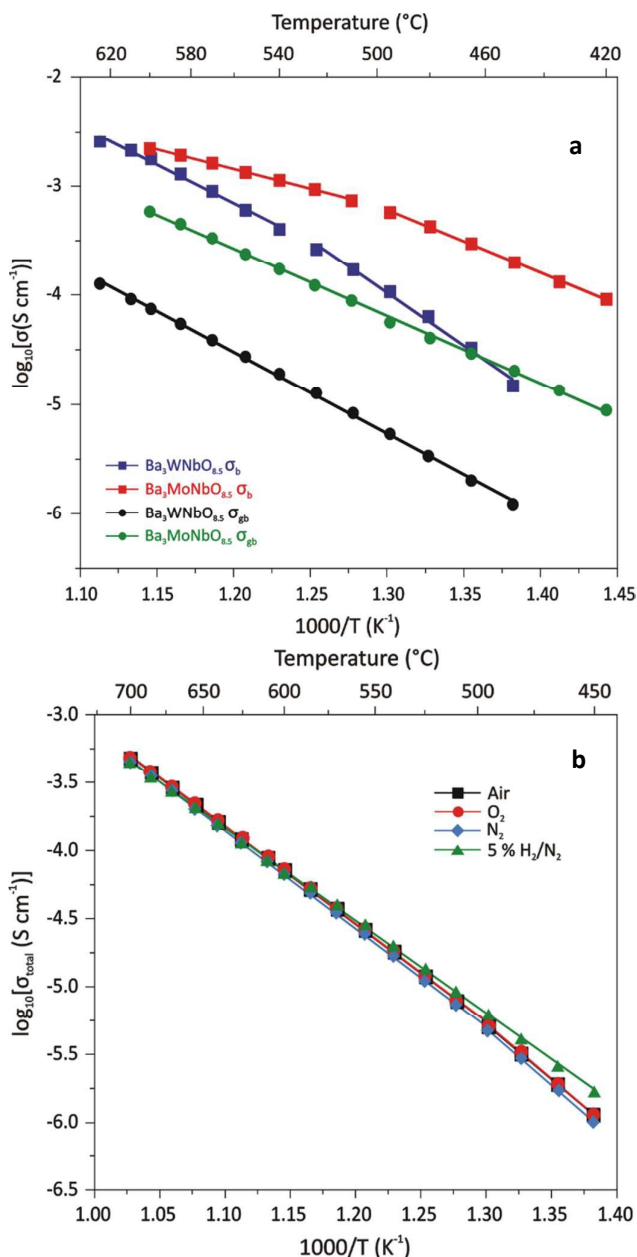 Temperature (°C)
620 580 540 500 460 420
-2
-3
-4
-5
-6
log₁₀[σ(S cm⁻¹)]
a
Ba₃WNbO₈.₅ σb
Ba₃MoNbO₈.₅ σb
Ba₃WNbO₈.₅ σgb
Ba₃MoNbO₈.₅ σgb
1.10 1.15 1.20 1.25 1.30 1.35 1.40 1.45
1000/T (K⁻¹)
Temperature (°C)
700 650 600 550 500 450
-3.0
-3.5
-4.0
-4.5
-5.0
-5.5
-6.0
-6.5
log₁₀[σtotal (S cm⁻¹)]
b
Air
O₂
N₂
5 % H₂/N₂
1.00 1.05 1.10 1.15 1.20 1.25 1.30 1.35 1.40
1000/T (K⁻¹)